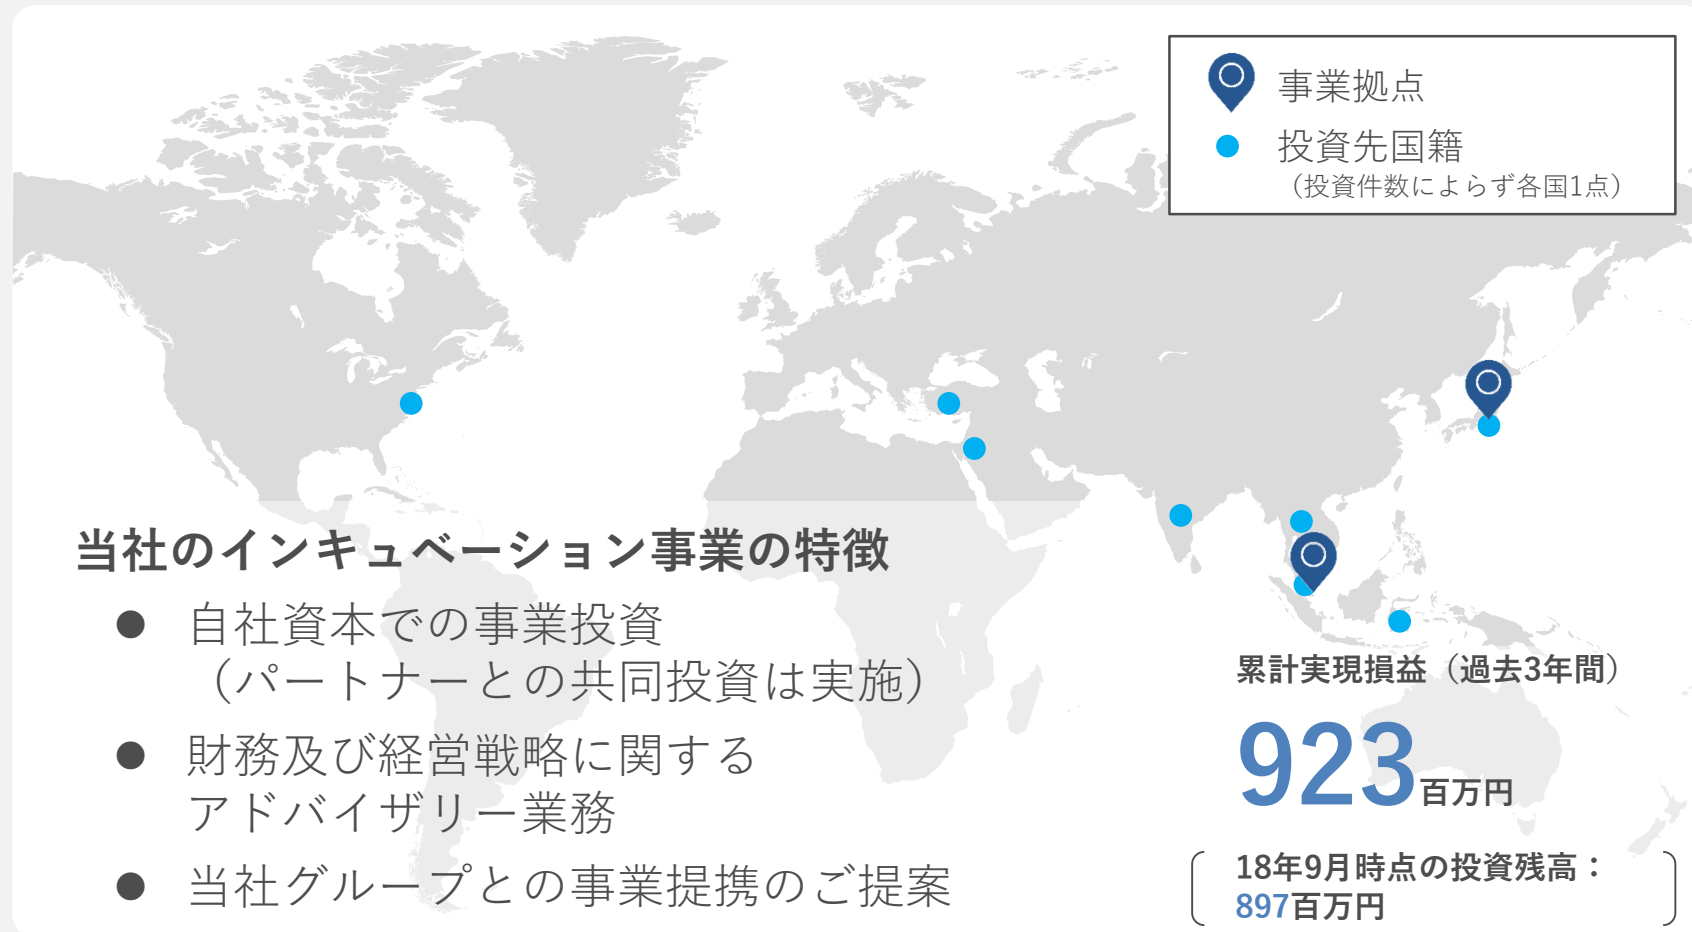 事業拠点
投資先国籍
（投資件数によらず各国1点）
当社のインキュベーション事業の特徴
● 自社資本での事業投資
（パートナーとの共同投資は実施）
● 財務及び経営戦略に関する
アドバイザリー業務
● 当社グループとの事業提携のご提案
累計実現損益（過去3年間）
923百万円
18年9月時点の投資残高：
897百万円